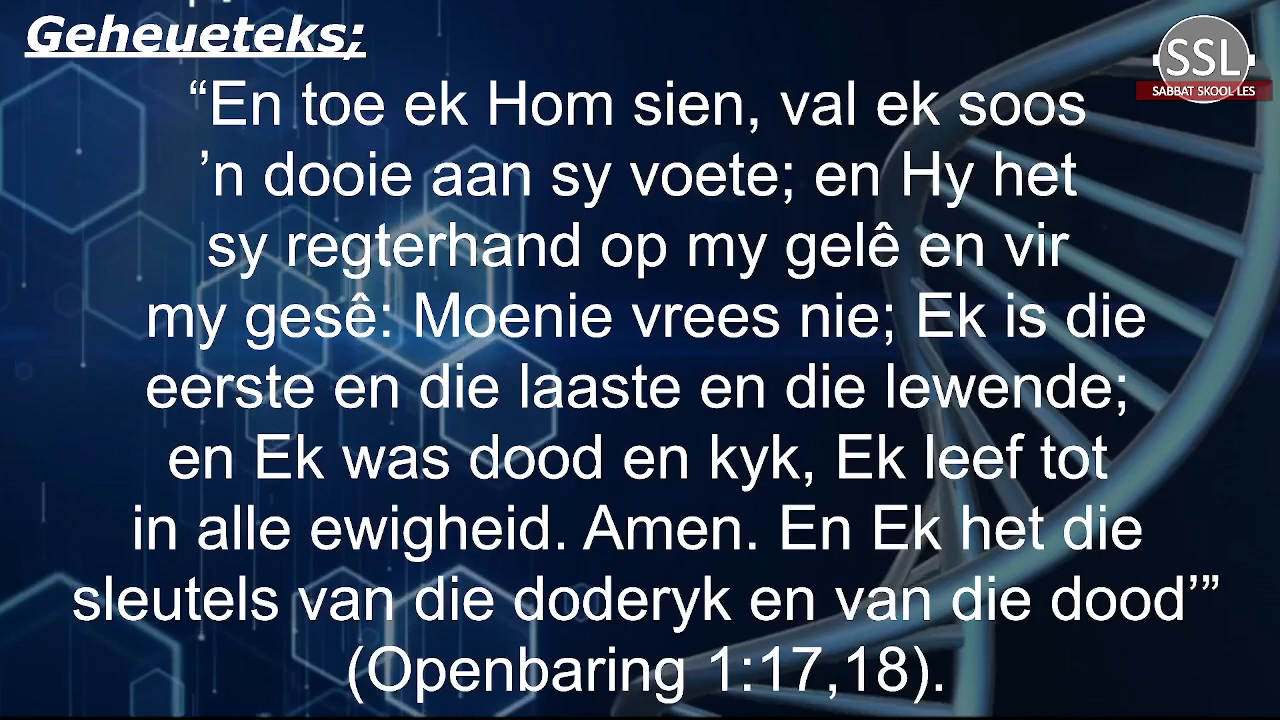 Geheueteks;
SSL
SABBAT SKOOL LES
“En toe ek Hom sien, val ek soos
’n dooie aan sy voete; en Hy het
sy regterhand op my gelê en vir
my gesê: Moenie vrees nie; Ek is die
eerste en die laaste en die lewende;
en Ek was dood en kyk, Ek leef tot
in alle ewigheid. Amen. En Ek het die
sleutels van die doderyk en van die dood’”
(Openbaring 1:17,18).